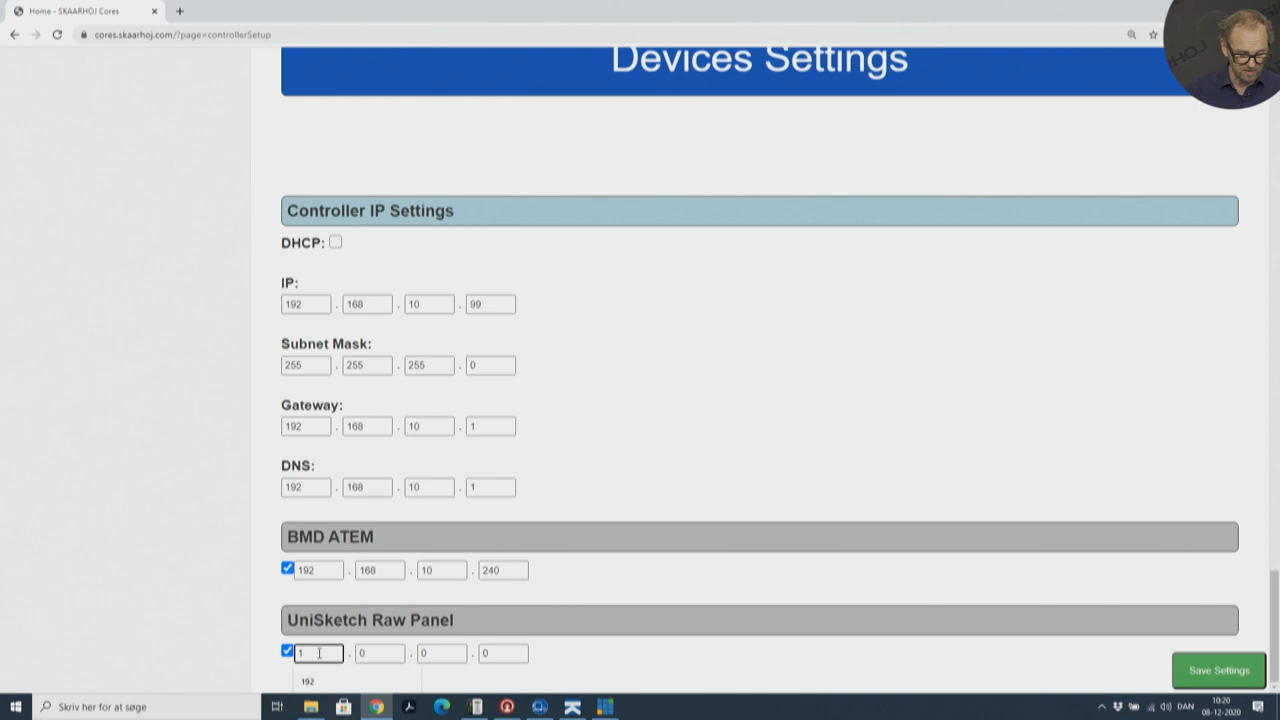 Home - SKAARHOJ Cores
cores.skaarhoj.com/?page=controllerSetup
Devices Settings
Controller IP Settings
DHCP:
IP:
192 . 168 . 10 . 99
Subnet Mask:
255 . 255 . 255 . 0
Gateway:
192 . 168 . 10 . 1
DNS:
192 . 168 . 10 . 1
BMD ATEM
192 . 168 . 10 . 240
UniSketch Raw Panel
1 . 0 . 0 . 0
192
Save Settings
Skriv her for at søge
DAN
10:20
08-12-2020